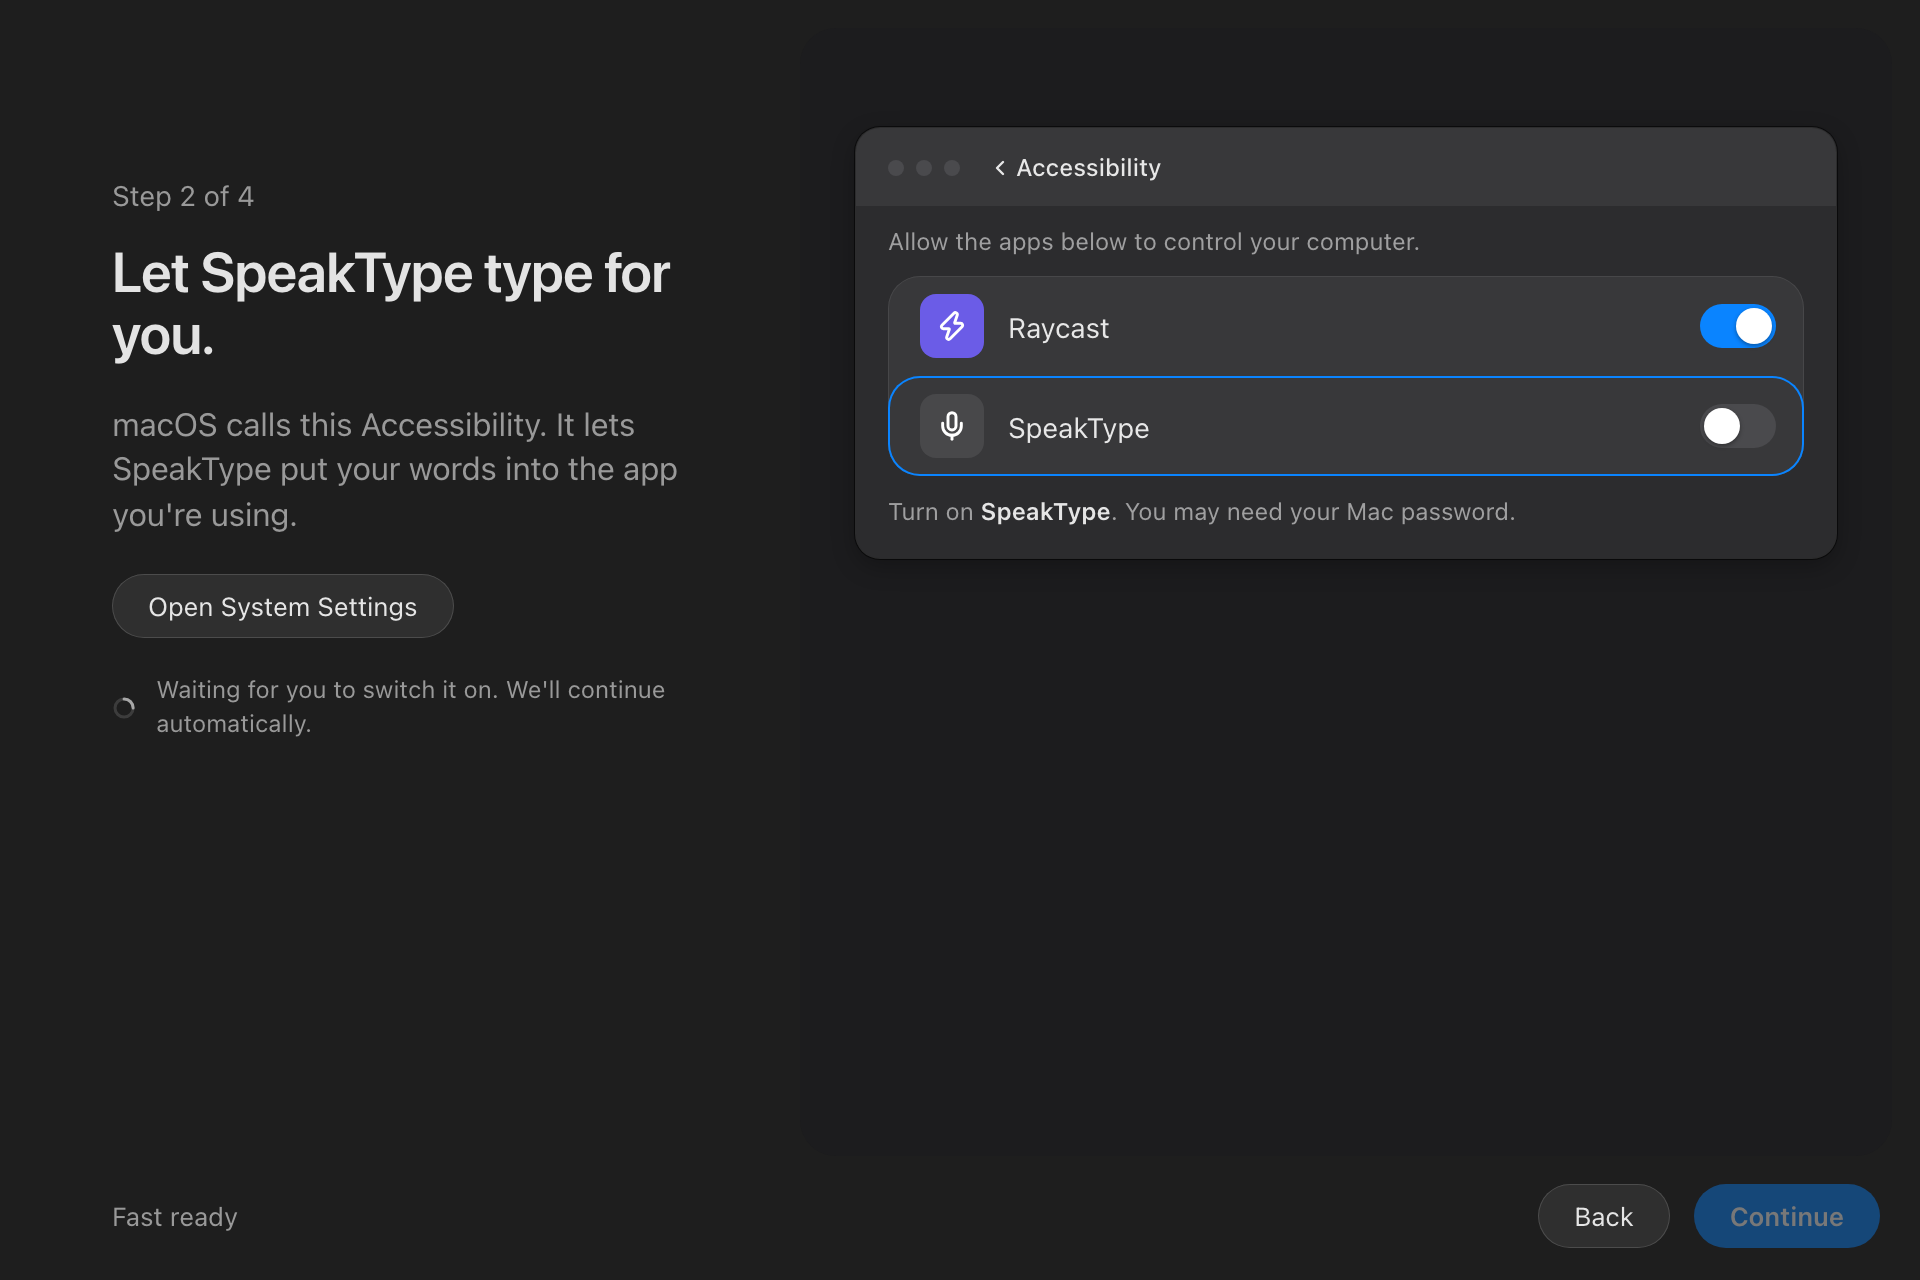 Step 2 of 4
Let SpeakType type for
you.
macOS calls this Accessibility. It lets
SpeakType put your words into the app
you're using.
Open System Settings
Waiting for you to switch it on. We'll continue
automatically.
Accessibility
Allow the apps below to control your computer.
Raycast
SpeakType
Turn on SpeakType. You may need your Mac password.
Fast ready
Back
Continue